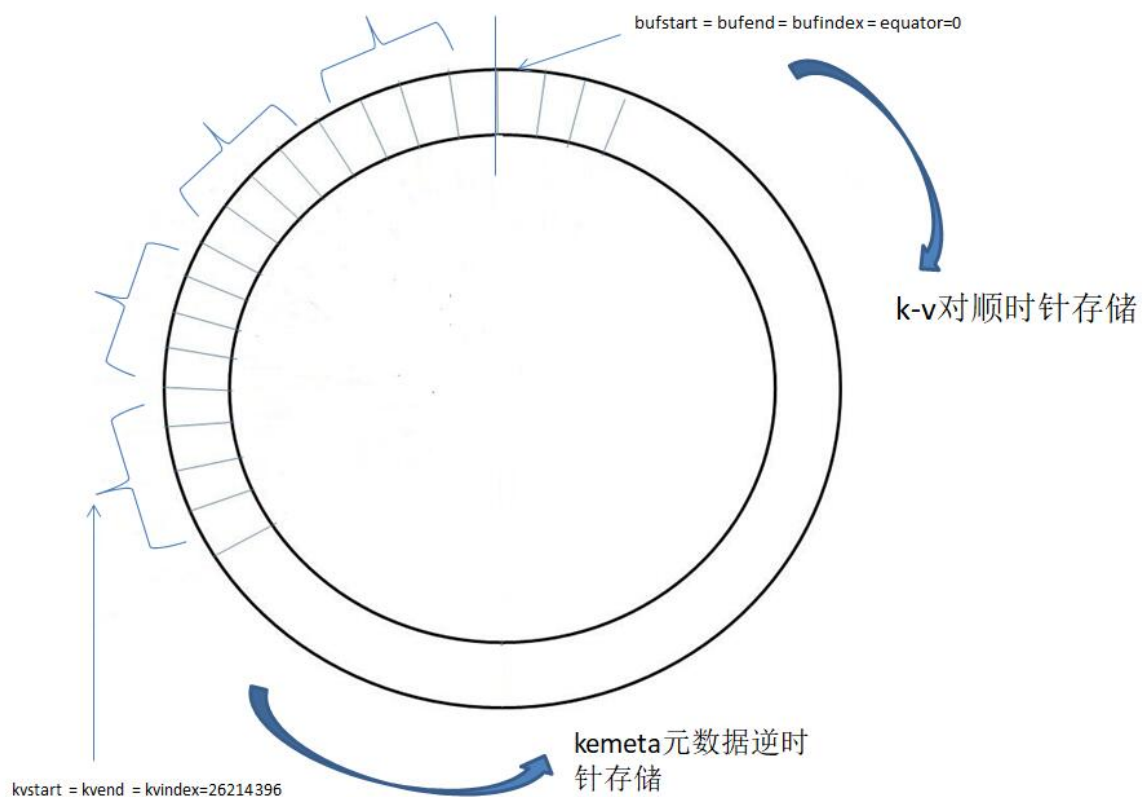 bufstart = bufend = bufindex = equator=0
k-v对顺时针存储
kemeta元数据逆时
针存储
kvstart = kvend = kvindex=26214396